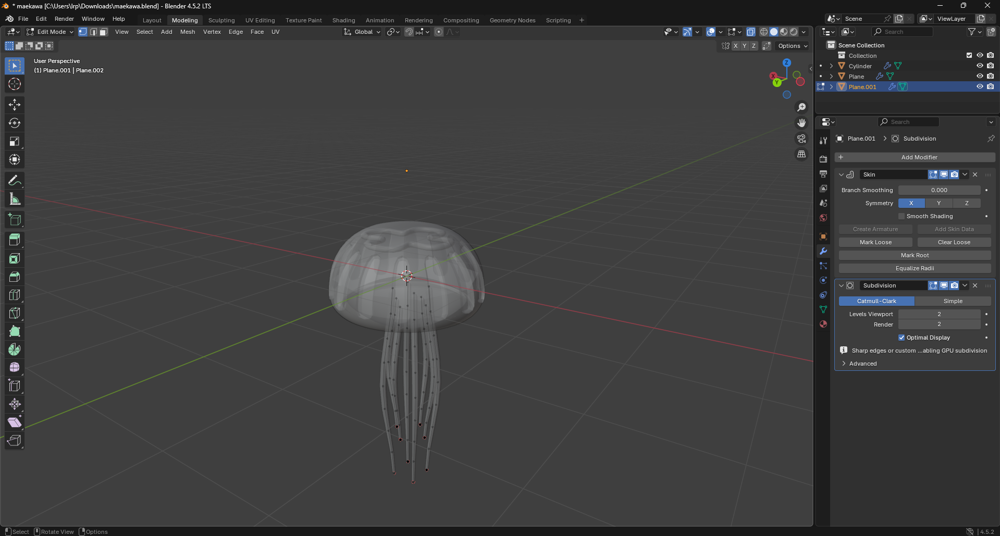 * maekawa [C:\Users\lrp\Downloads\maekawa.blend] - Blender 4.5.2 LTS
File Edit Render Window Help
Layout Modeling Sculpting UV Editing Texture Paint Shading Animation Rendering Compositing Geometry Nodes Scripting +
Scene
ViewLayer
Edit Mode
View Select Add Mesh Vertex Edge Face UV
Global
X Y Z
Options
User Perspective
(1) Plane.001 | Plane.002
Z
X
Y
Search
Scene Collection
Collection
Cylinder
Plane
Plane.001
Search
Plane.001 > Subdivision
+ Add Modifier
Skin
Branch Smoothing 0.000
Symmetry X Y Z
Smooth Shading
Create Armature Add Skin Data
Mark Loose Clear Loose
Mark Root
Equalize Radii
Subdivision
Catmull-Clark Simple
Levels Viewport 2
Render 2
Optimal Display
Sharp edges or custom ...abling GPU subdivision
Advanced
Select Rotate View Options
4.5.2